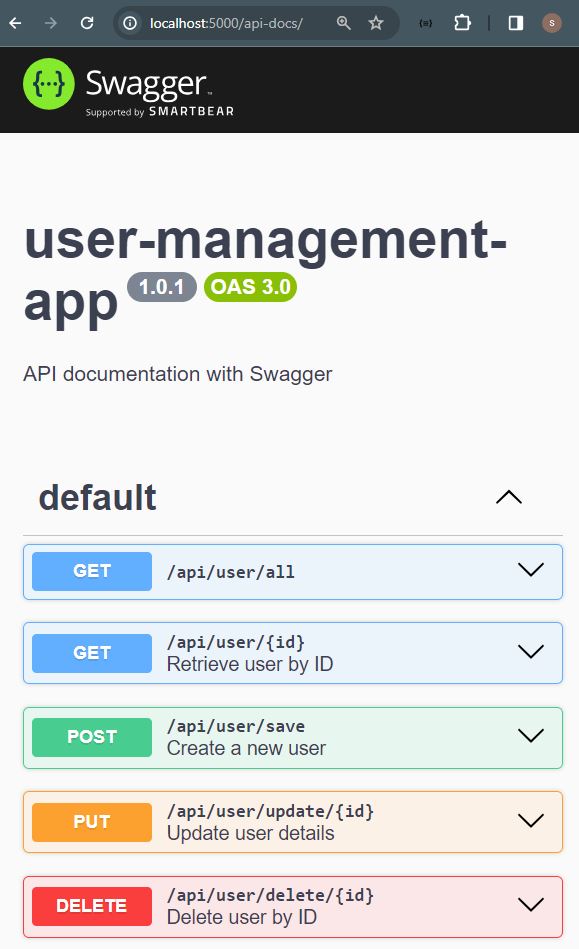 localhost:5000/api-docs/
S
{···} Swagger™
Supported by SMARTBEAR
user-management-
app 1.0.1 OAS 3.0
API documentation with Swagger
default
GET /api/user/all
GET /api/user/{id}
Retrieve user by ID
POST /api/user/save
Create a new user
PUT /api/user/update/{id}
Update user details
DELETE /api/user/delete/{id}
Delete user by ID